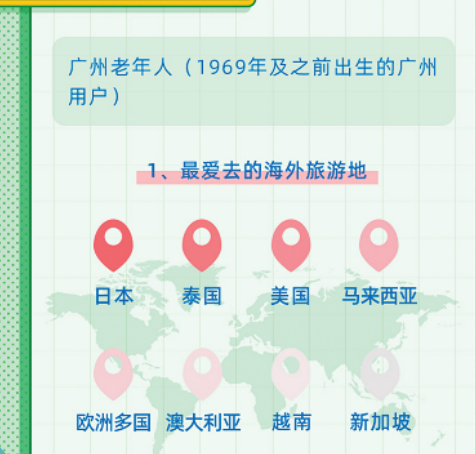 广州老年人（1969年及之前出生的广州
用户）
1、最爱去的海外旅游地
日本 泰国 美国 马来西亚
欧洲多国 澳大利亚 越南 新加坡